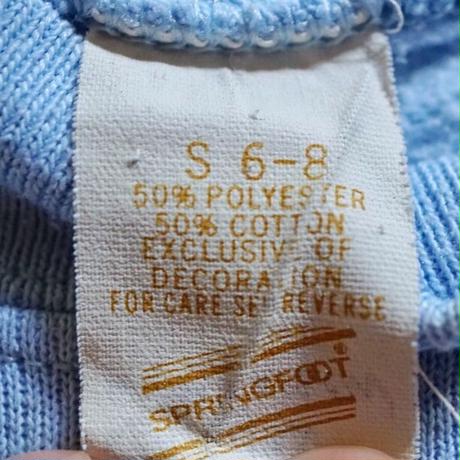 S 6-8
50% POLYESTER
50% COTTON
EXCLUSIVE OF
DECORATION
FOR CARE SEE REVERSE
SPRINGFOOT®